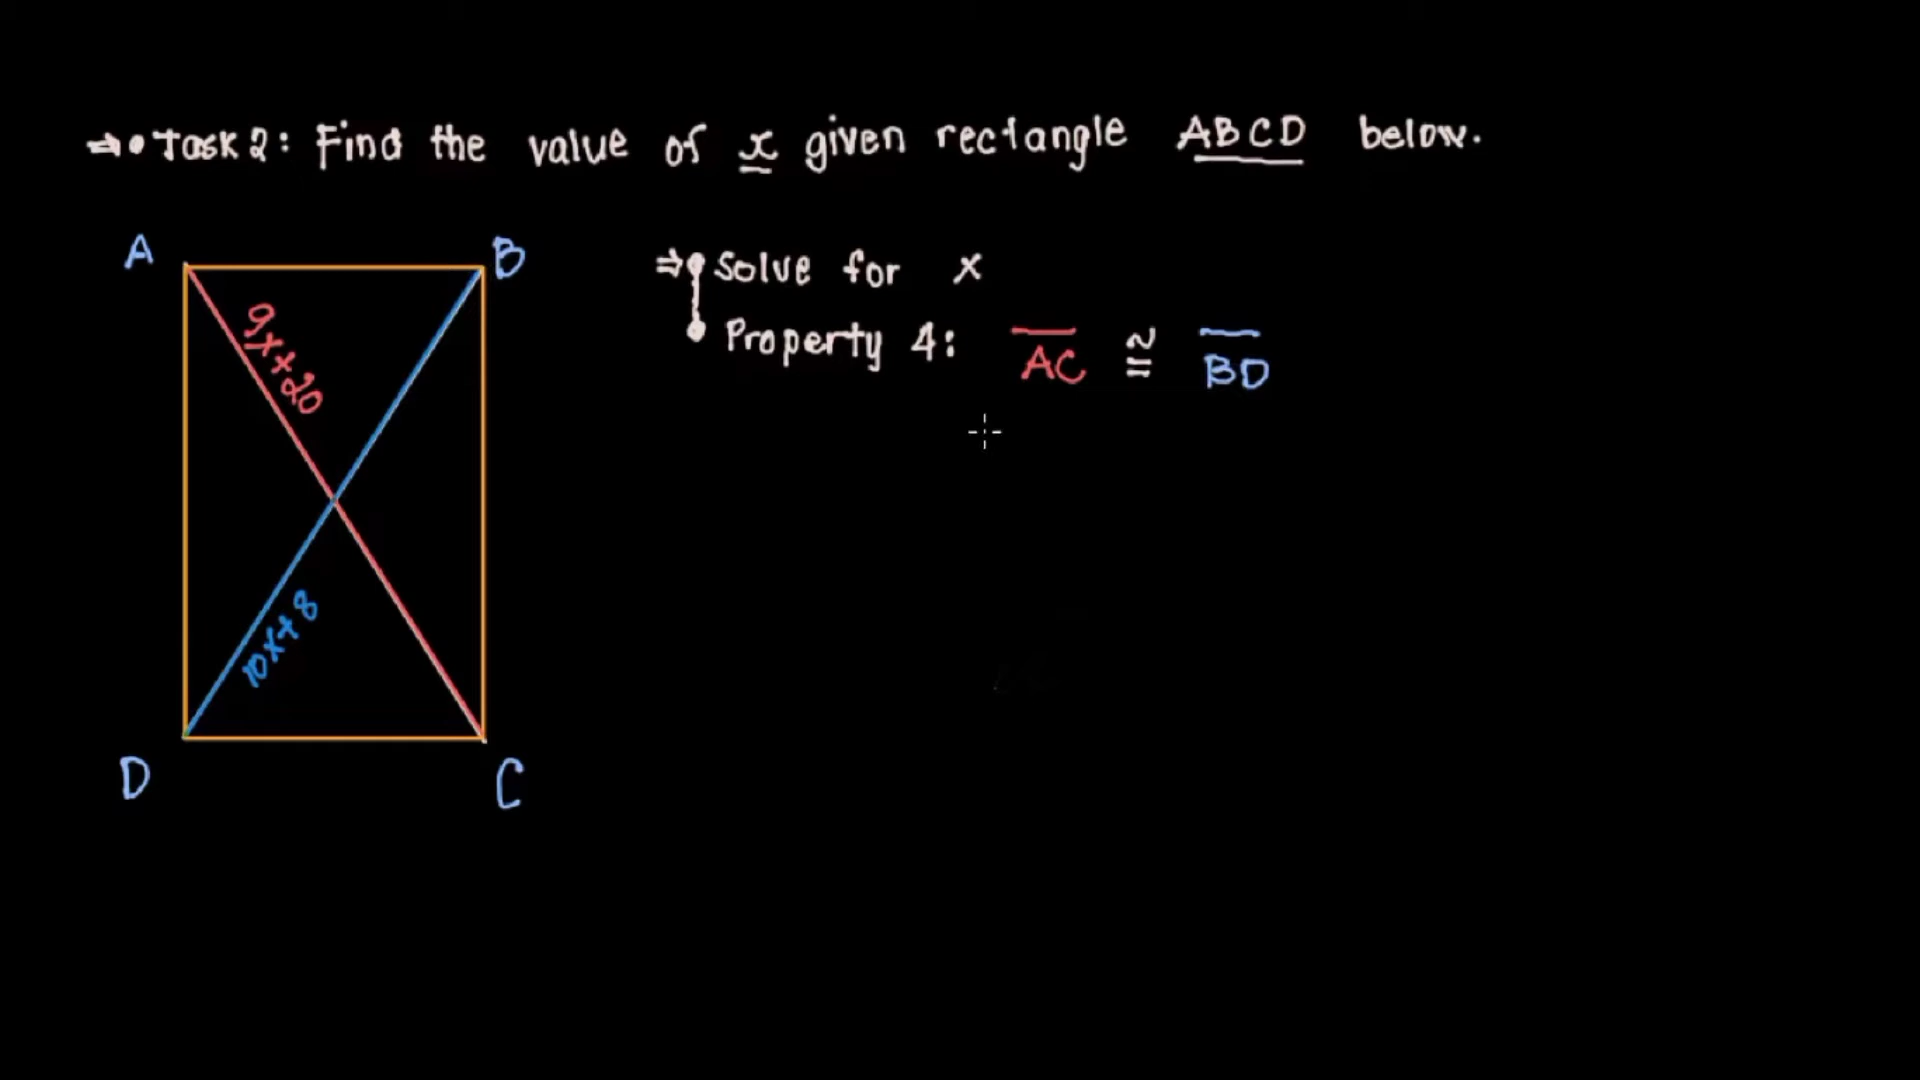 ⇒• Task 2: Find the value of x given rectangle ABCD below.
A
B
9x+20
10x+8
D
C
⇒• Solve for x
• Property 4: AC ≅ BD